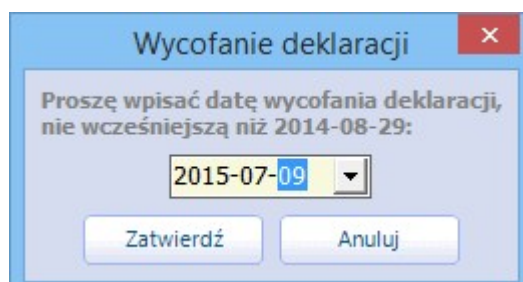 Wycofanie deklaracji
Proszę wpisać datę wycofania deklaracji,
nie wcześniejszą niż 2014-08-29:
2015-07-09
Zatwierdź Anuluj